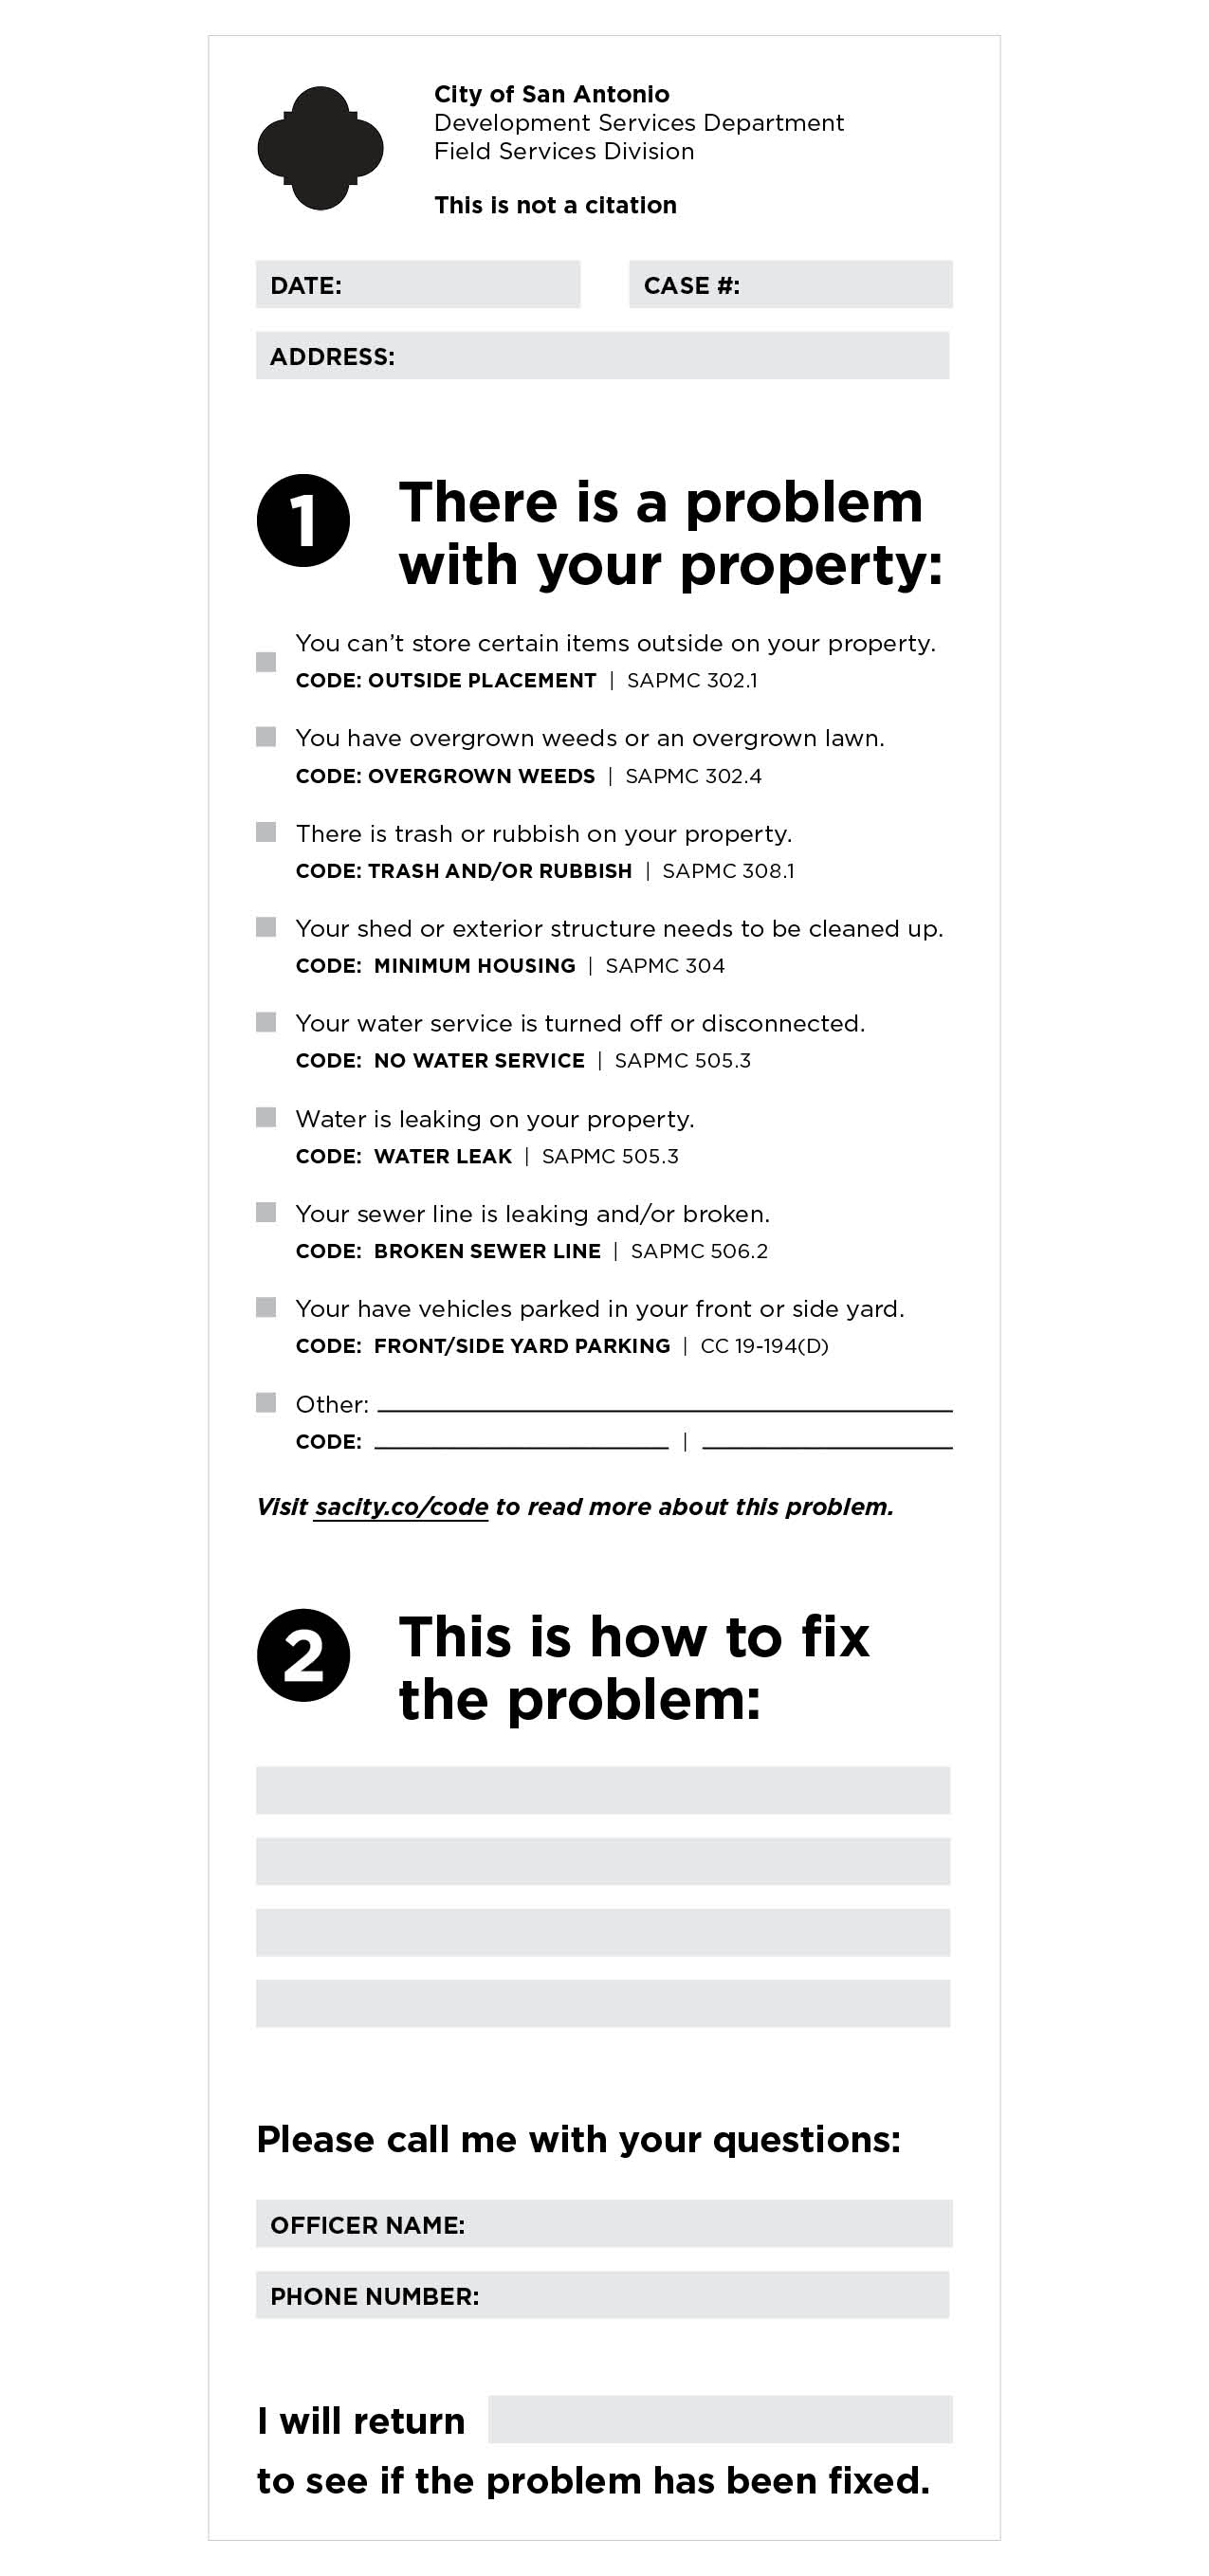 City of San Antonio
Development Services Department
Field Services Division
This is not a citation
DATE:
CASE #:
ADDRESS:
1
There is a problem
with your property:
You can’t store certain items outside on your property.
CODE: OUTSIDE PLACEMENT | SAPMC 302.1
You have overgrown weeds or an overgrown lawn.
CODE: OVERGROWN WEEDS | SAPMC 302.4
There is trash or rubbish on your property.
CODE: TRASH AND/OR RUBBISH | SAPMC 308.1
Your shed or exterior structure needs to be cleaned up.
CODE: MINIMUM HOUSING | SAPMC 304
Your water service is turned off or disconnected.
CODE: NO WATER SERVICE | SAPMC 505.3
Water is leaking on your property.
CODE: WATER LEAK | SAPMC 505.3
Your sewer line is leaking and/or broken.
CODE: BROKEN SEWER LINE | SAPMC 506.2
Your have vehicles parked in your front or side yard.
CODE: FRONT/SIDE YARD PARKING | CC 19-194(D)
Other:
CODE: |
Visit sacity.co/code to read more about this problem.
2
This is how to fix
the problem:
Please call me with your questions:
OFFICER NAME:
PHONE NUMBER:
I will return
to see if the problem has been fixed.